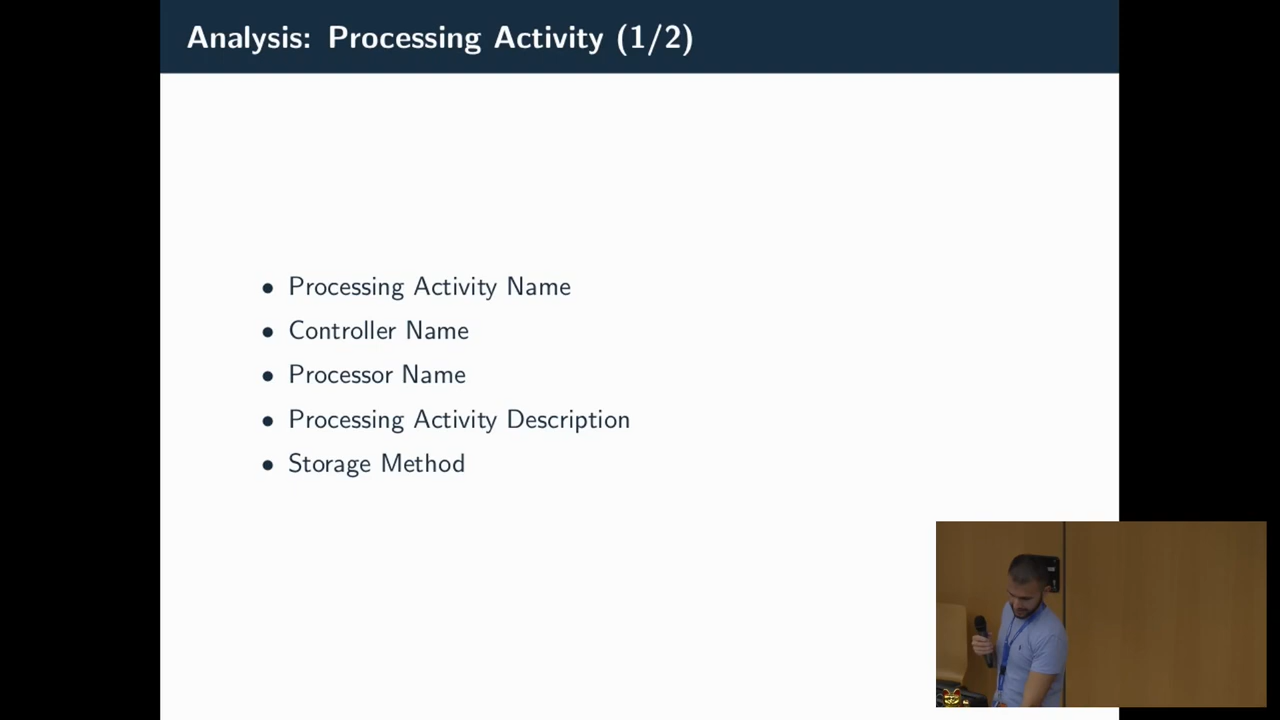 Analysis: Processing Activity (1/2)
• Processing Activity Name
• Controller Name
• Processor Name
• Processing Activity Description
• Storage Method